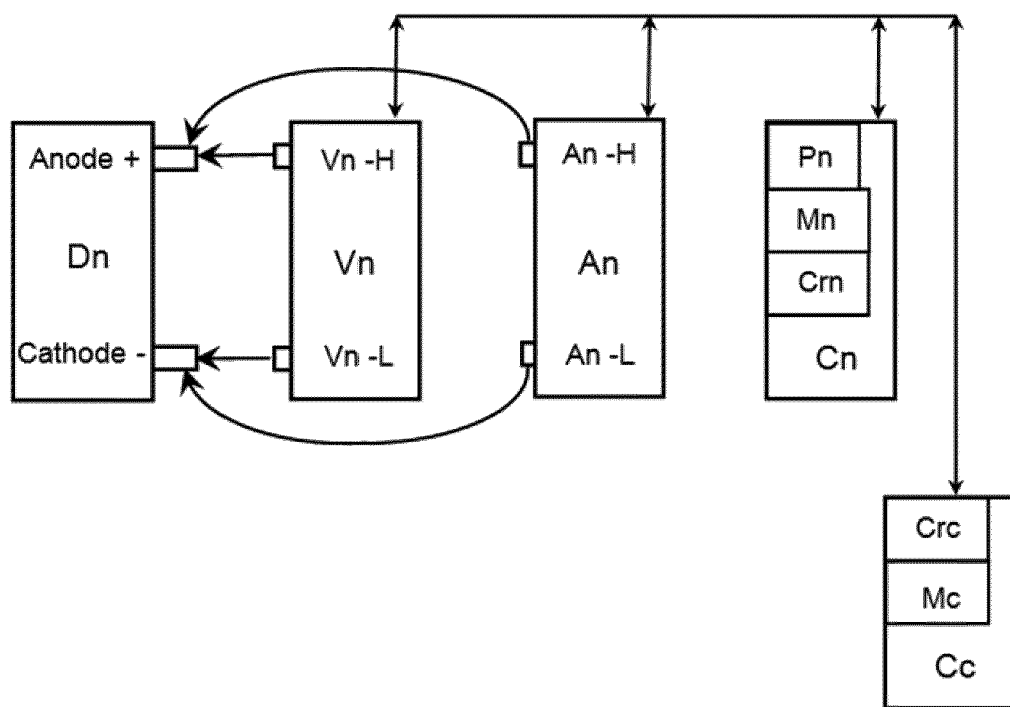 Anode +
Dn
Cathode -
Vn -H
Vn
Vn -L
An -H
An
An -L
Pn
Mn
Crn
Cn
Crc
Mc
Cc